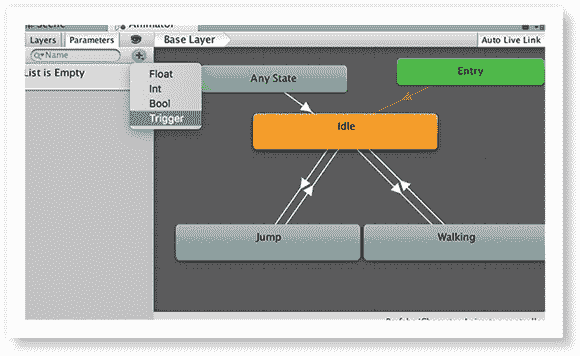 Animator
Layers
Parameters
Base Layer
Auto Live Link
Name
List is Empty
Float
Int
Bool
Trigger
Any State
Entry
Idle
Jump
Walking